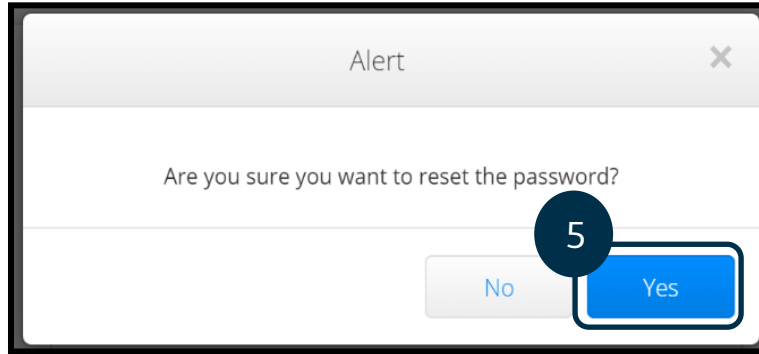 Alert
×
Are you sure you want to reset the password?
5
No Yes